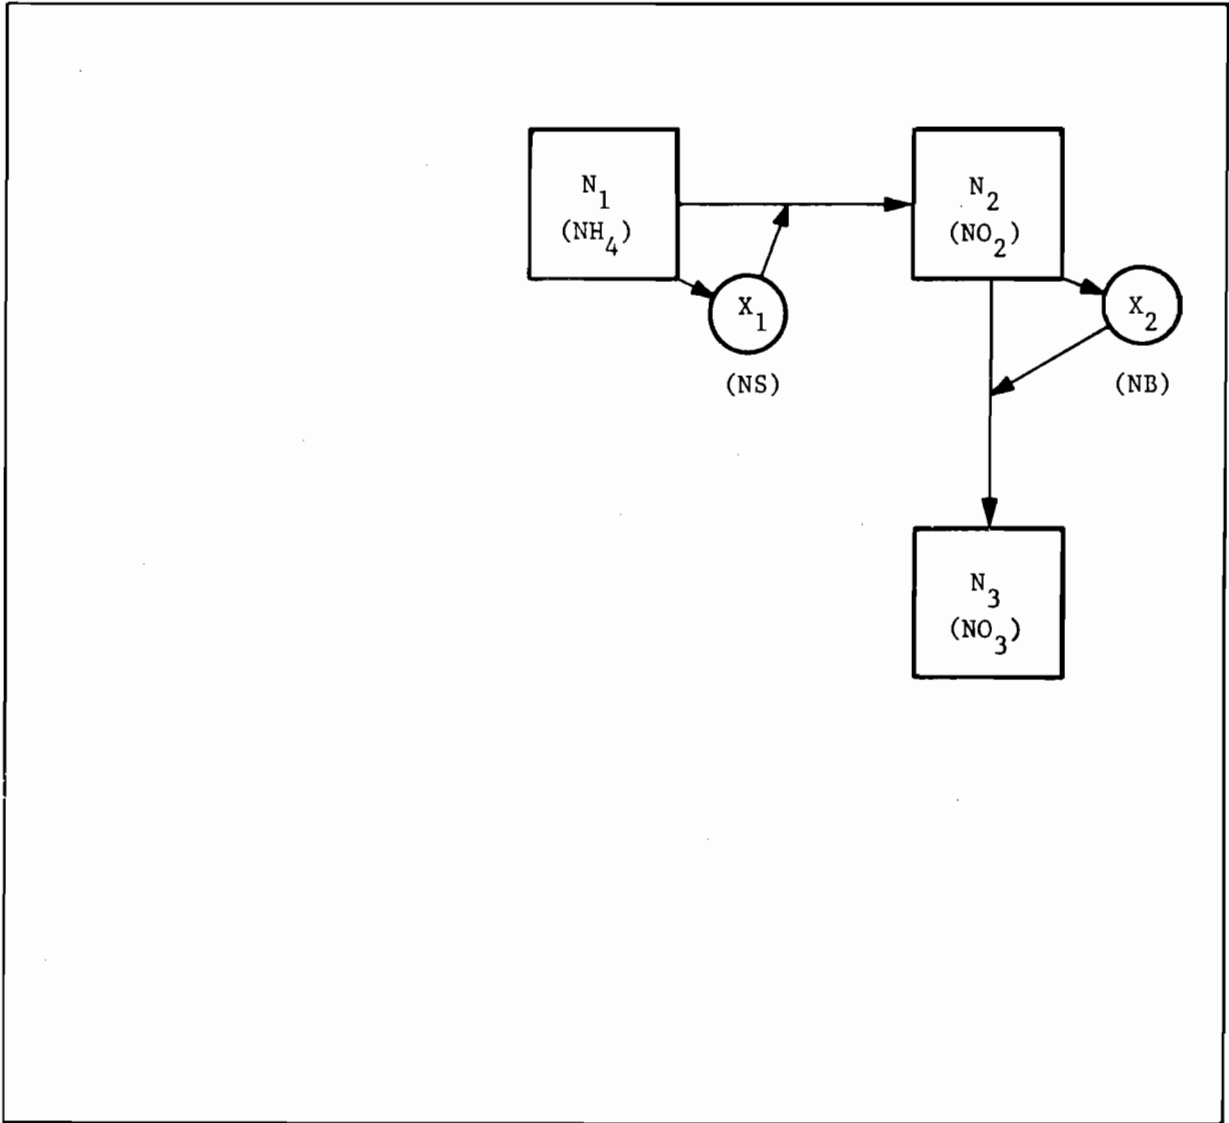 N₁
(NH₄)
N₂
(NO₂)
X₁
(NS)
X₂
(NB)
N₃
(NO₃)